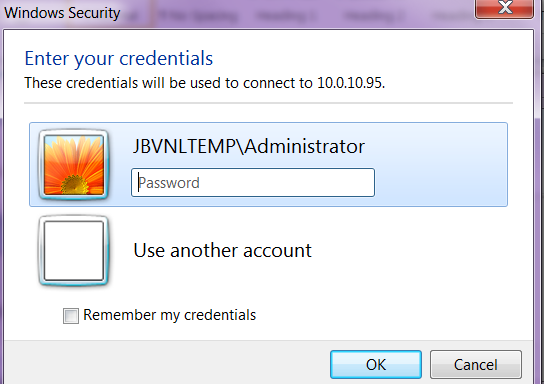 Windows Security
Enter your credentials
These credentials will be used to connect to 10.0.10.95.
JBVNLTEMP\Administrator
Password
Use another account
Remember my credentials
OK
Cancel